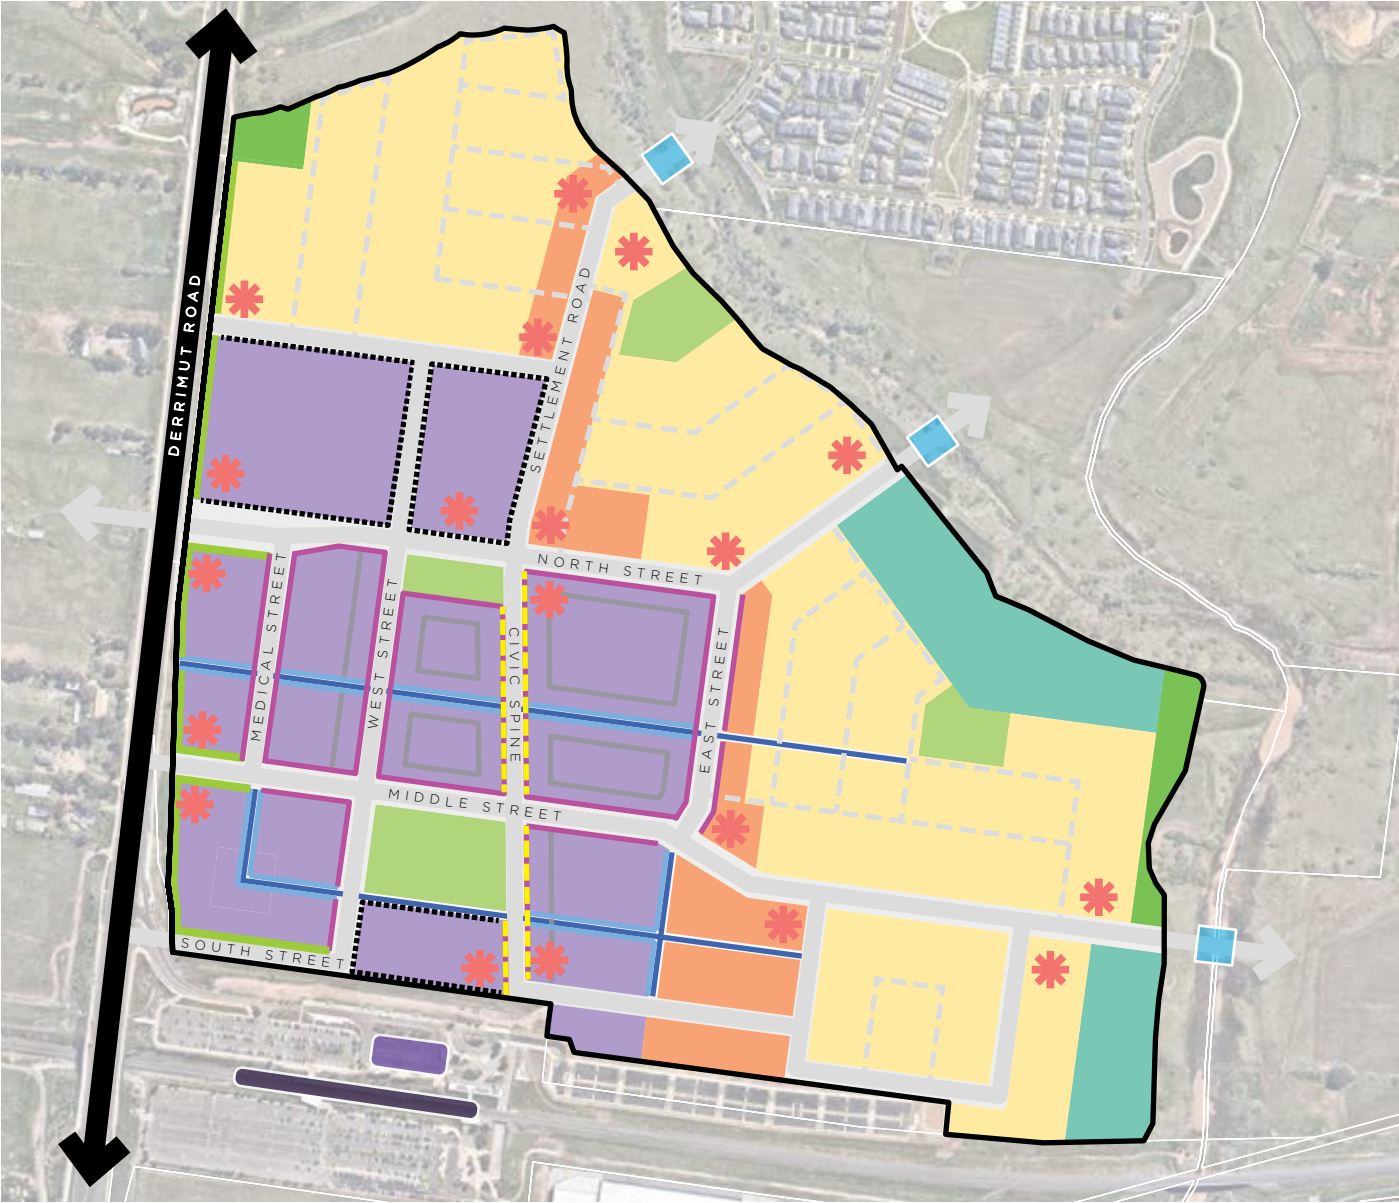 DERRIMUT ROAD
SETTLEMENT ROAD
NORTH STREET
MEDICAL STREET
WEST STREET
CIVIC SPINE
EAST STREET
MIDDLE STREET
SOUTH STREET